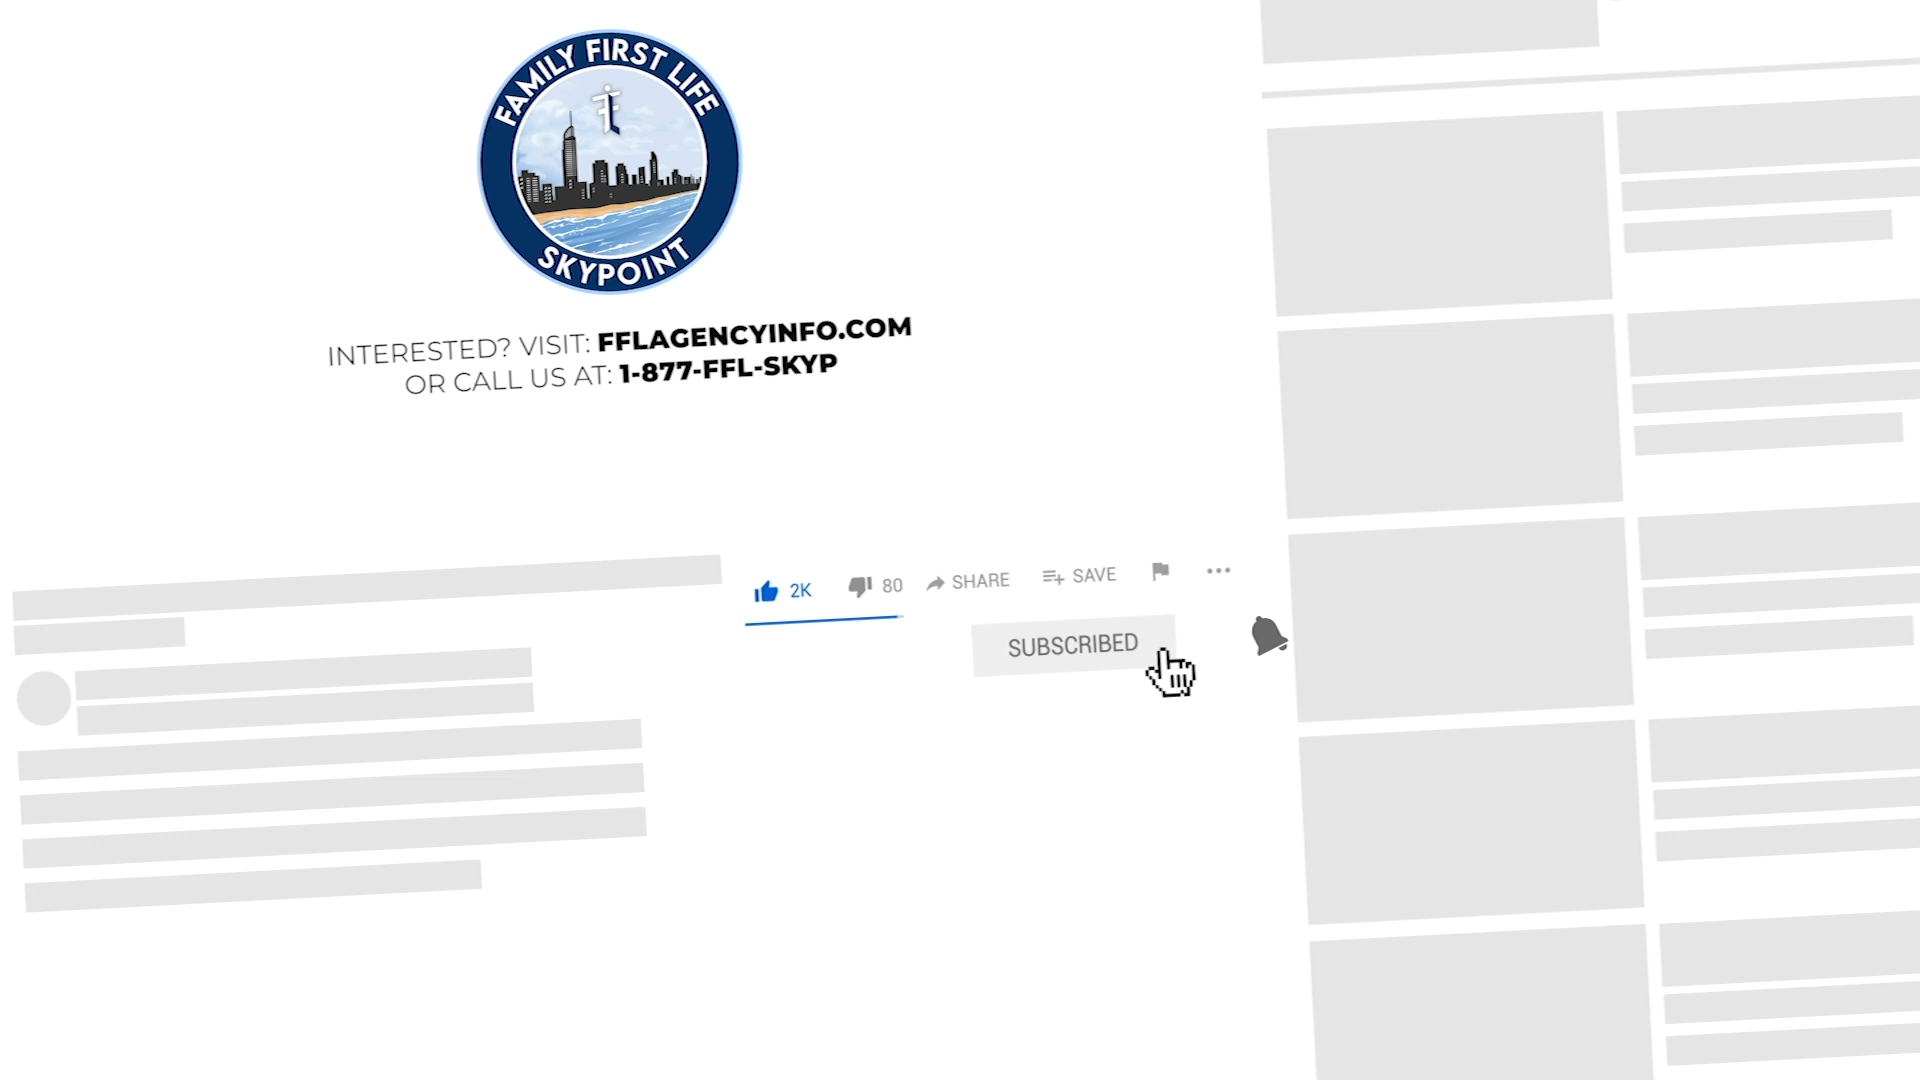 FAMILY FIRST LIFE
SKYPOINT
INTERESTED? VISIT: FFLAGENCYINFO.COM
OR CALL US AT: 1-877-FFL-SKYP
2K 80 SHARE SAVE
SUBSCRIBED